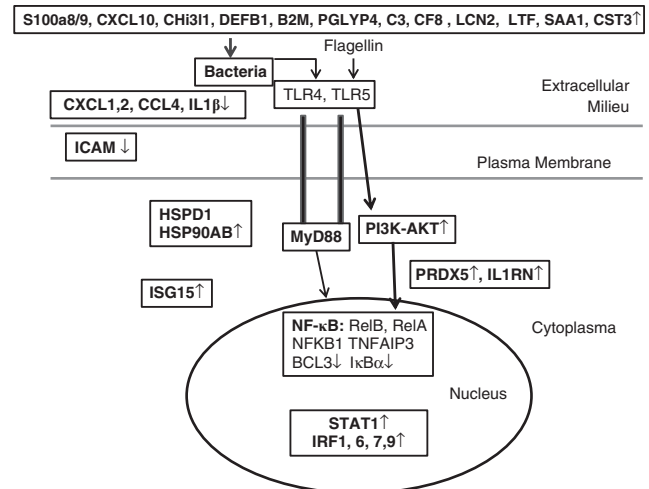 S100a8/9, CXCL10, CHi3l1, DEFB1, B2M, PGLYP4, C3, CF8 , LCN2, LTF, SAA1, CST3↑
Flagellin
Bacteria
TLR4, TLR5
Extracellular
Milieu
CXCL1,2, CCL4, IL1β↓
ICAM ↓
Plasma Membrane
HSPD1
HSP90AB↑
MyD88
PI3K-AKT↑
PRDX5↑, IL1RN↑
ISG15↑
NF-κB: RelB, RelA
NFKB1 TNFAIP3
BCL3↓ IκBα↓
Cytoplasma
Nucleus
STAT1↑
IRF1, 6, 7,9↑